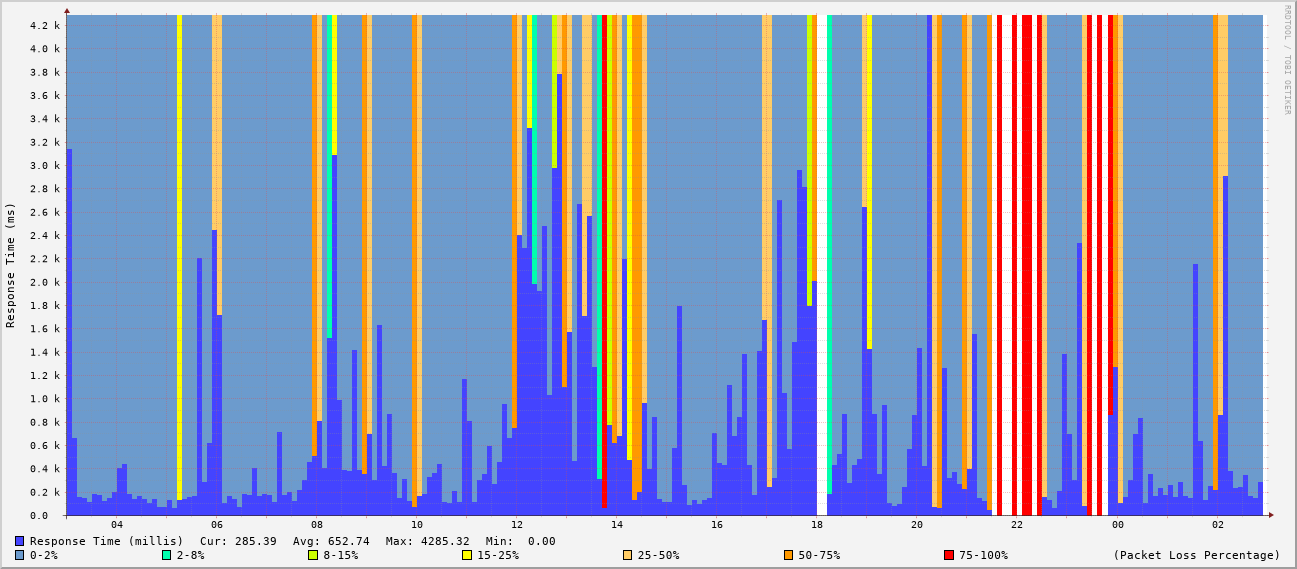 RRDTOOL / TOBI OETIKER
Response Time (ms)
4.2 k
4.0 k
3.8 k
3.6 k
3.4 k
3.2 k
3.0 k
2.8 k
2.6 k
2.4 k
2.2 k
2.0 k
1.8 k
1.6 k
1.4 k
1.2 k
1.0 k
0.8 k
0.6 k
0.4 k
0.2 k
0.0
04 06 08 10 12 14 16 18 20 22 00 02
Response Time (millis) Cur: 285.39 Avg: 652.74 Max: 4285.32 Min: 0.00
0-2% 2-8% 8-15% 15-25% 25-50% 50-75% 75-100% (Packet Loss Percentage)